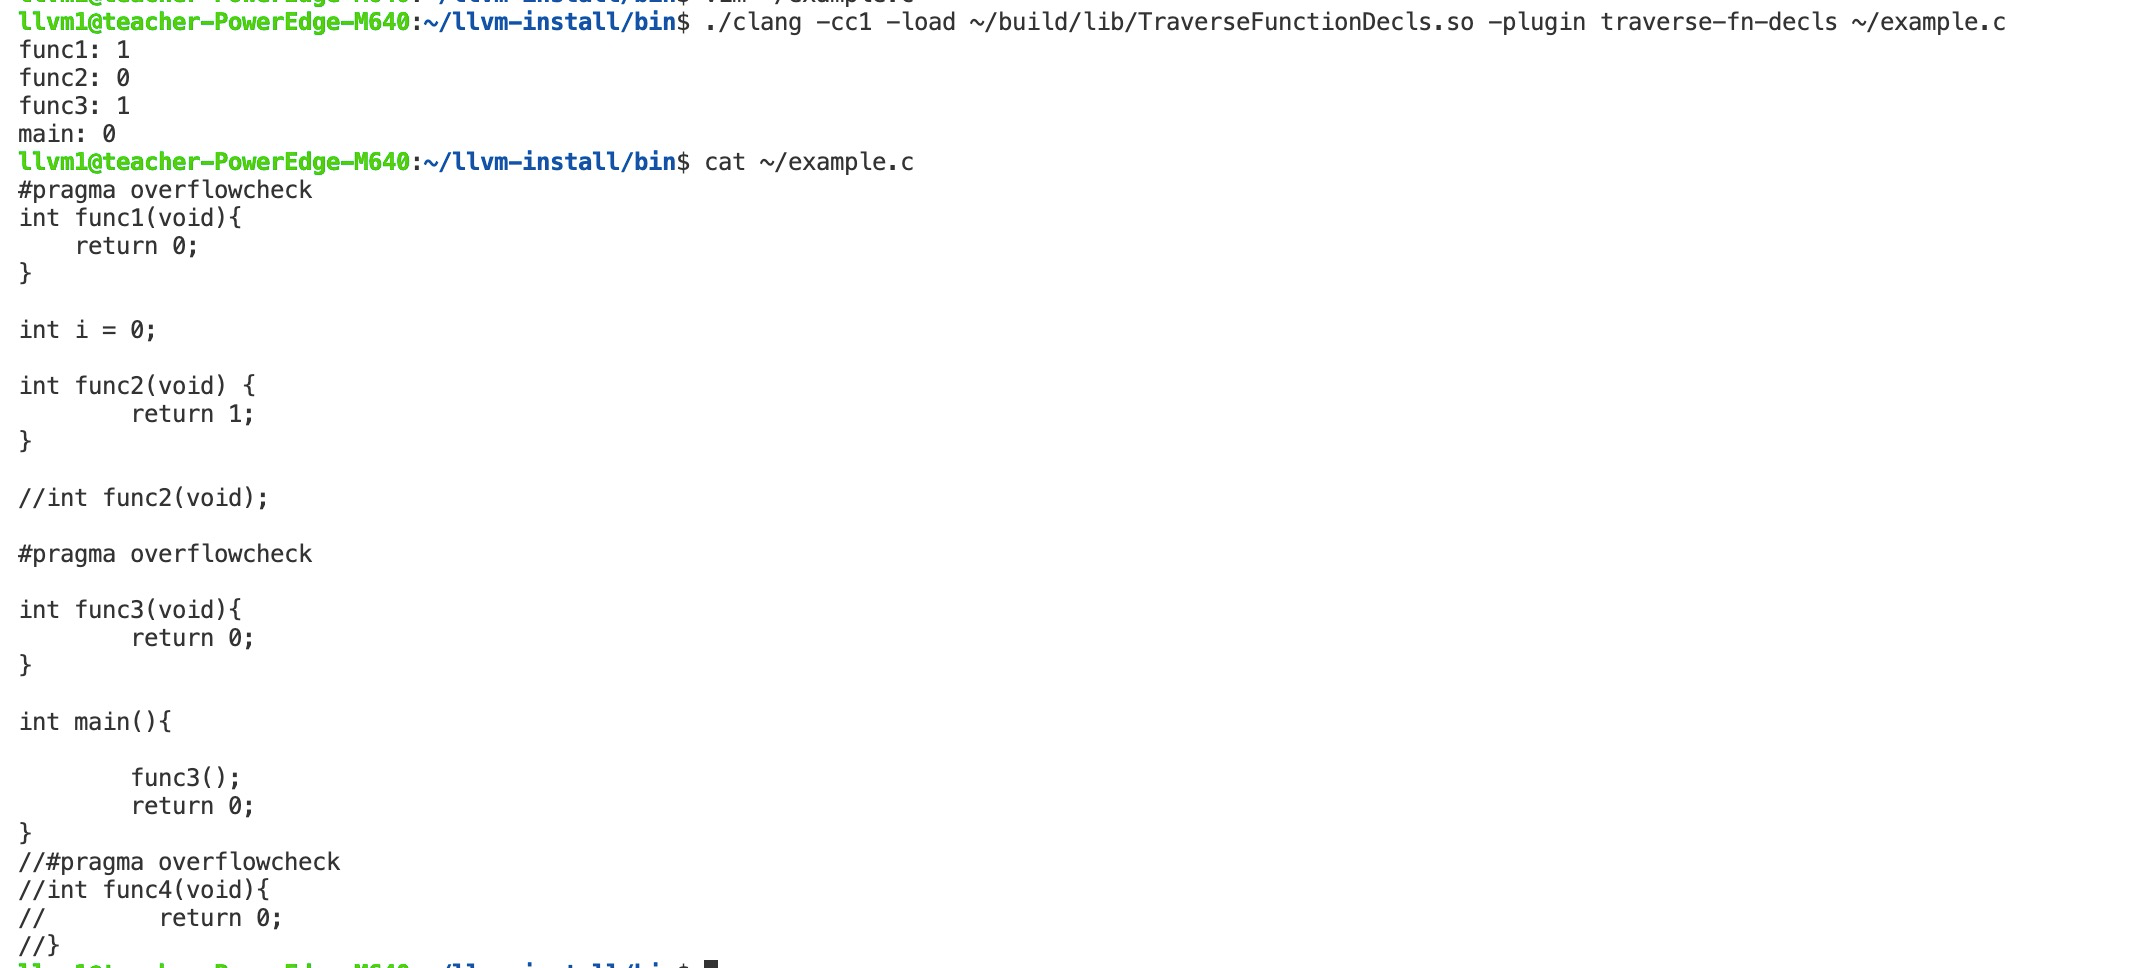 llvm1@teacher-PowerEdge-M640:~/llvm-install/bin$ ./clang -cc1 -load ~/build/lib/TraverseFunctionDecls.so -plugin traverse-fn-decls ~/example.c
func1: 1
func2: 0
func3: 1
main: 0
llvm1@teacher-PowerEdge-M640:~/llvm-install/bin$ cat ~/example.c
#pragma overflowcheck
int func1(void){
    return 0;
}
int i = 0;
int func2(void) {
        return 1;
}
//int func2(void);
#pragma overflowcheck
int func3(void){
        return 0;
}
int main(){
        func3();
        return 0;
}
//#pragma overflowcheck
//int func4(void){
//        return 0;
//}